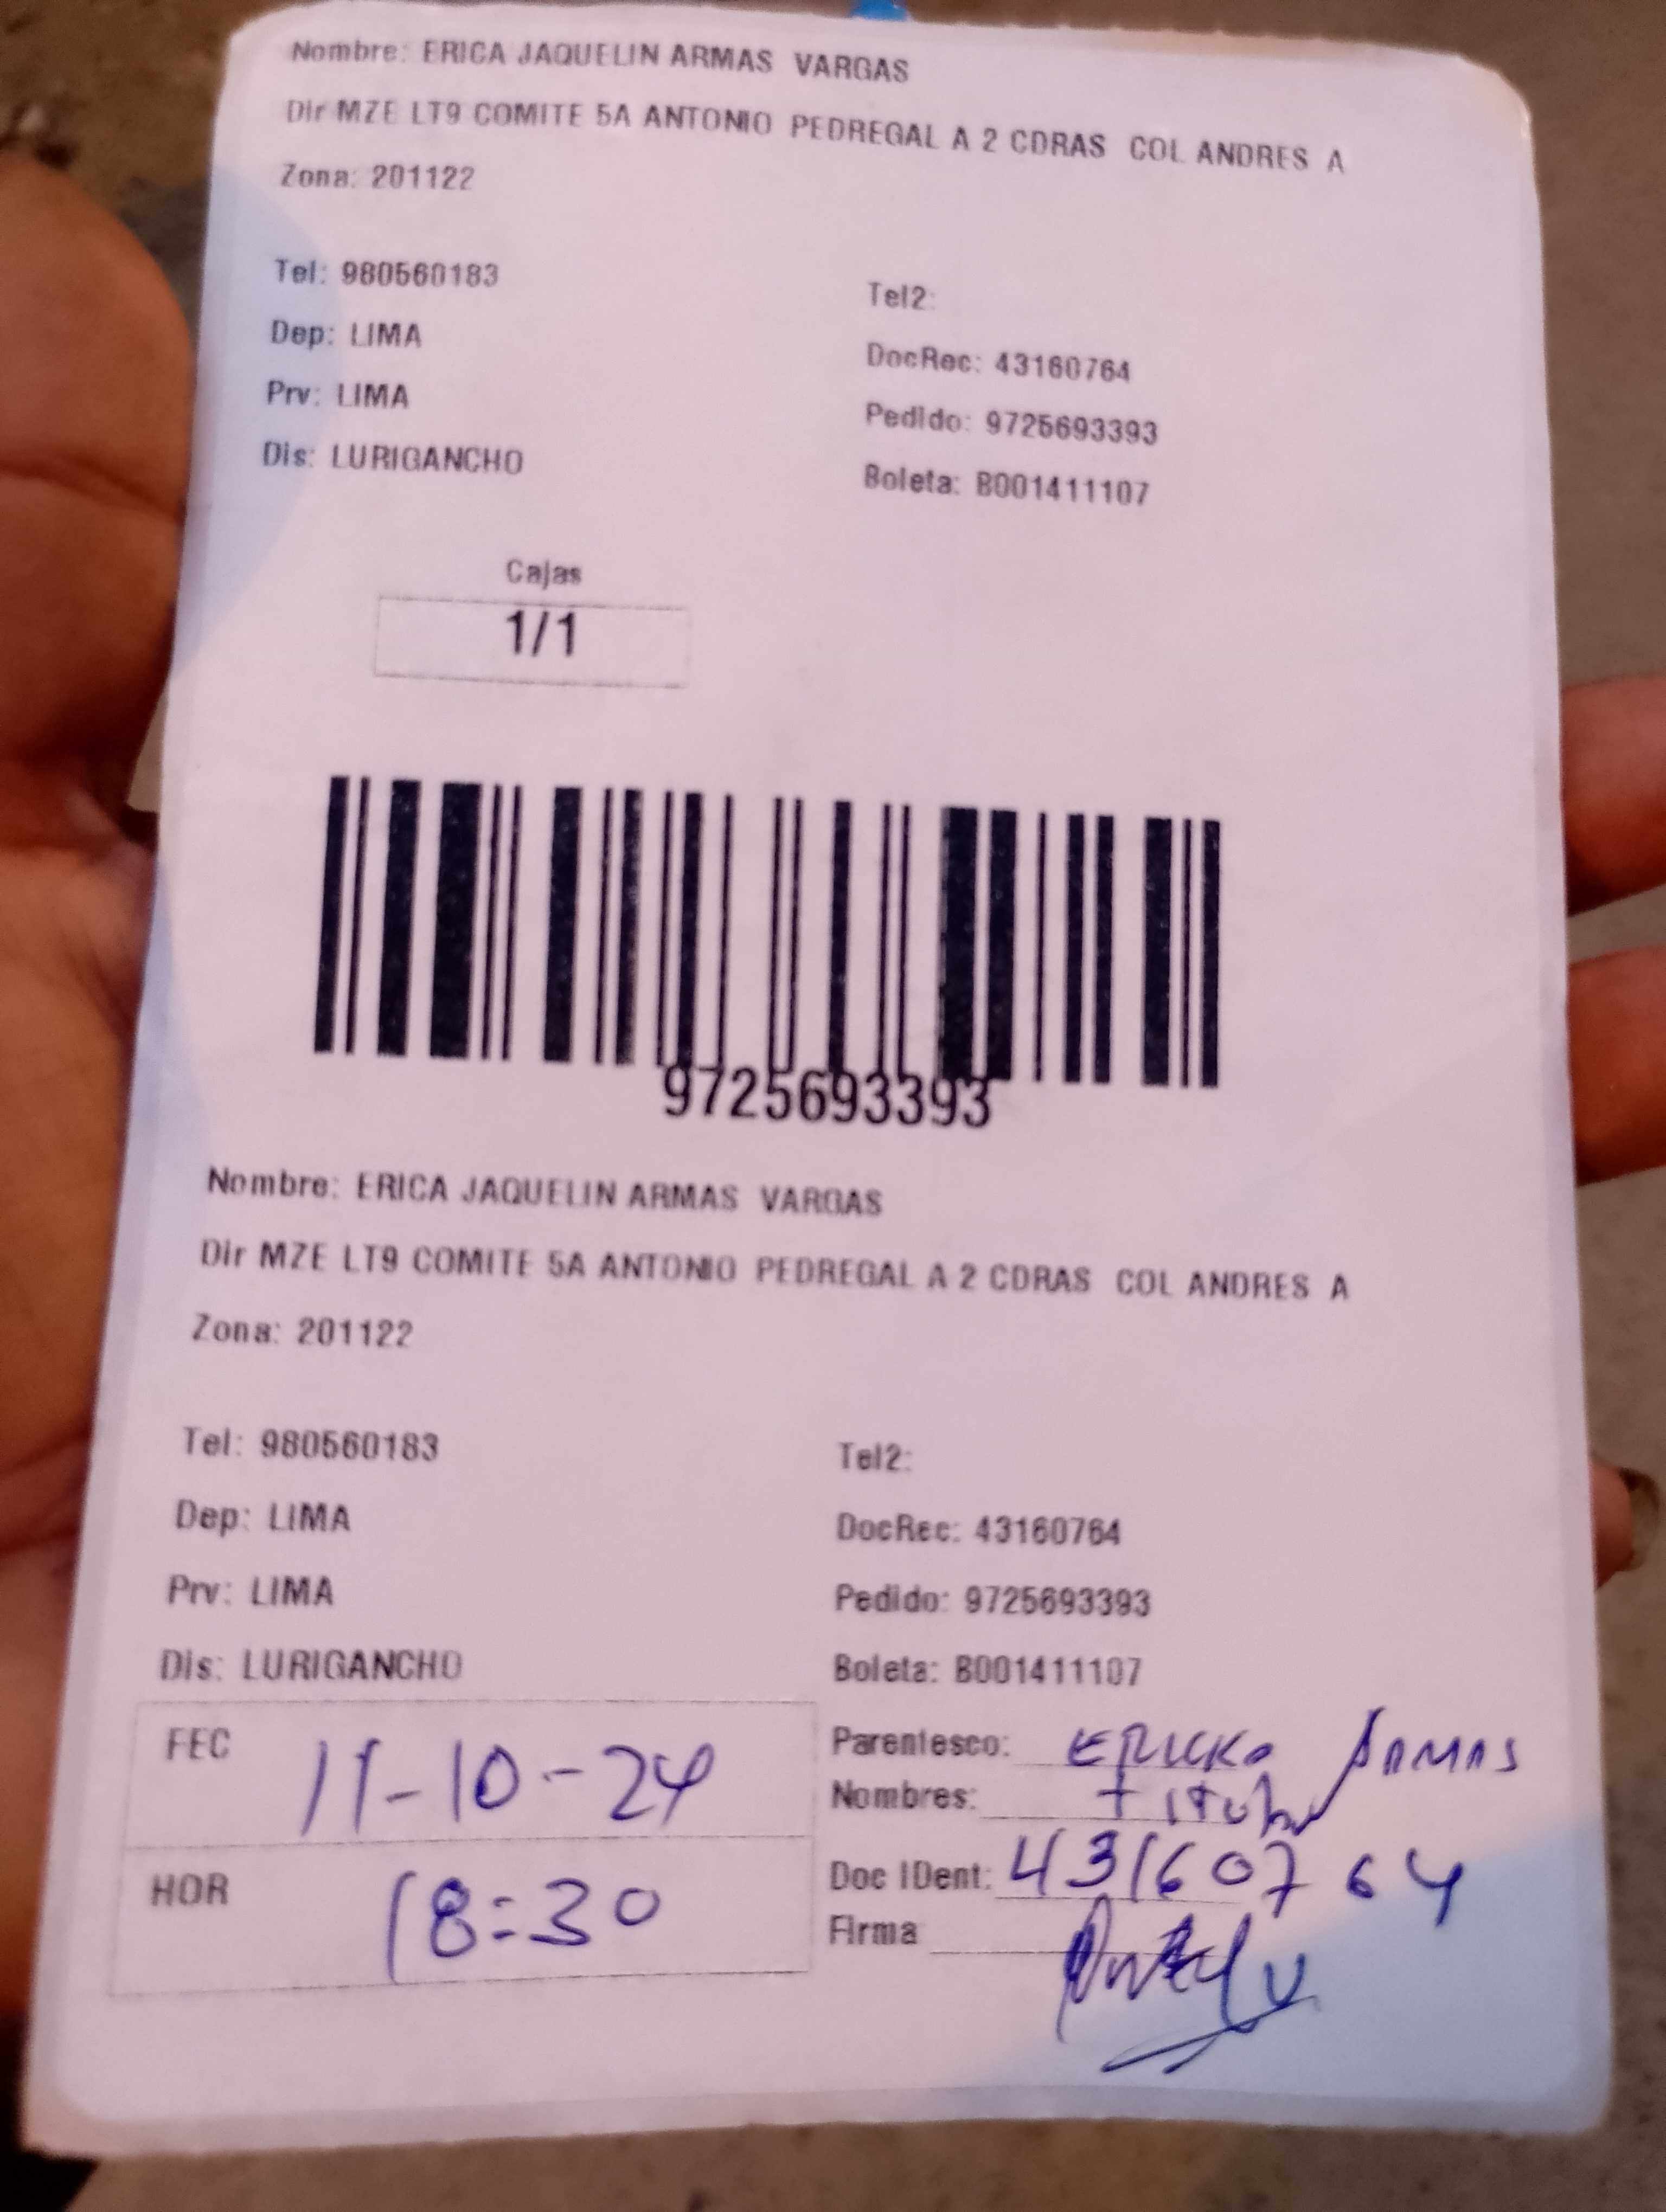 Nombre: ERICA JAQUELIN ARMAS VARGAS
Dir MZE LT9 COMITE 5A ANTONIO PEDREGAL A 2 CDRAS COL ANDRES A
Zona: 201122
Tel: 980560183
Tel2:
Dep: LIMA
DocRec: 43160764
Prv: LIMA
Pedido: 9725693393
Dis: LURIGANCHO
Boleta: B001411107
Cajas
1/1
9725693393
Nombre: ERICA JAQUELIN ARMAS VARGAS
Dir MZE LT9 COMITE 5A ANTONIO PEDREGAL A 2 CDRAS COL ANDRES A
Zona: 201122
Tel: 980560183
Tel2:
Dep: LIMA
DocRec: 43160764
Prv: LIMA
Pedido: 9725693393
Dis: LURIGANCHO
Boleta: B001411107
FEC 11-10-24
Parentesco: ERICKA ARMAS
Nombres: titular
HOR 18:30
Doc IDent: 43160764
Firma